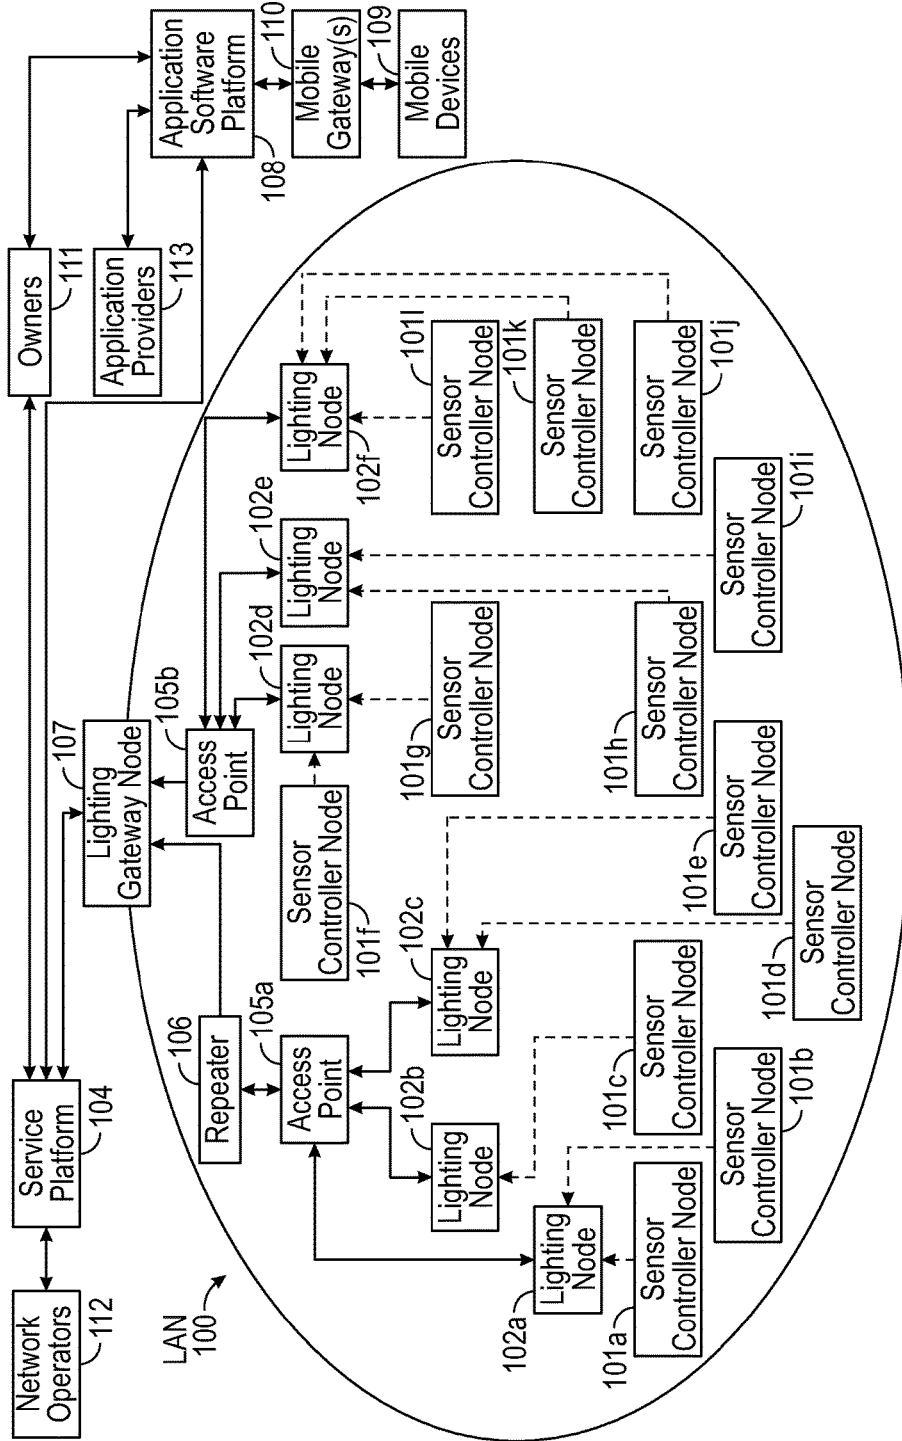 Network
Operators
112
Service
Platform
104
Owners
111
Application
Providers
113
Application
Software
Platform
108
110
Mobile
Gateway(s)
109
Mobile
Devices
LAN
100
107
Lighting
Gateway Node
106
Repeater
105b
Access
Point
105a
Access
Point
Sensor
Controller Node
101f
102d
Lighting
Node
102e
Lighting
Node
Lighting
Node
102f
102b
Lighting
Node
102c
Lighting
Node
101g
Sensor
Controller Node
101l
Sensor
Controller Node
101k
Sensor
Controller Node
102a
Lighting
Node
101a
Sensor
Controller Node
101c
Sensor
Controller Node
101h
Sensor
Controller Node
Sensor
Controller Node
101j
Sensor
Controller Node
101b
101e
Sensor
Controller Node
Sensor
Controller Node
101i
101d
Sensor
Controller Node